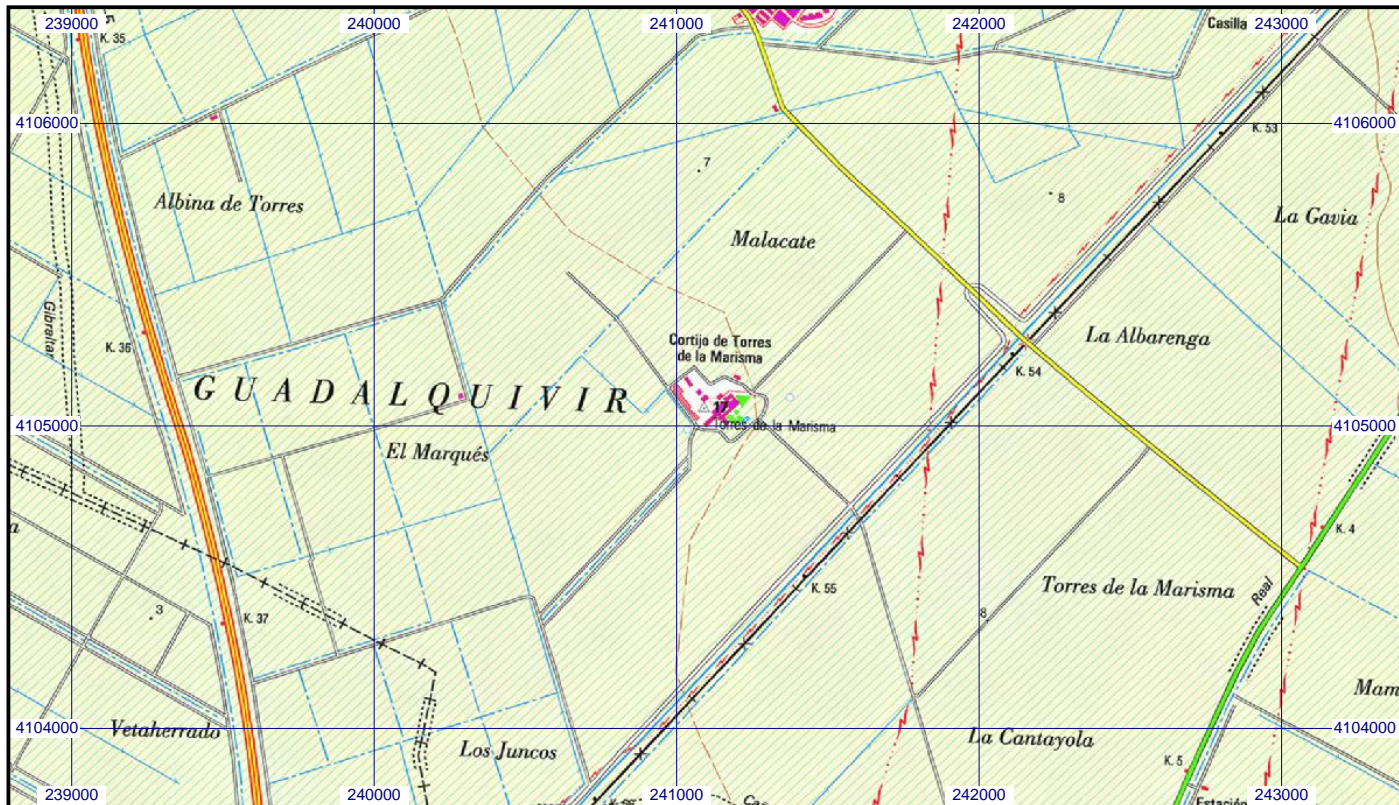 239000
240000
241000
242000
243000
K. 35
Casilla
4106000
K. 53
4106000
7
8
Albina de Torres
La Gavia
Malacate
Gibraltar
K. 36
Cortijo de Torres
de la Marisma
La Albarenga
K. 54
GUADALQUIVIR
17
4105000
Torres de la Marisma
4105000
El Marqués
a
K. 4
3
K. 37
K. 55
8
Torres de la Marisma
Real
Mam
4104000
Vetaherrado
Los Juncos
La Cantayola
4104000
K. 5
239000
240000
241000
242000
243000
Estación